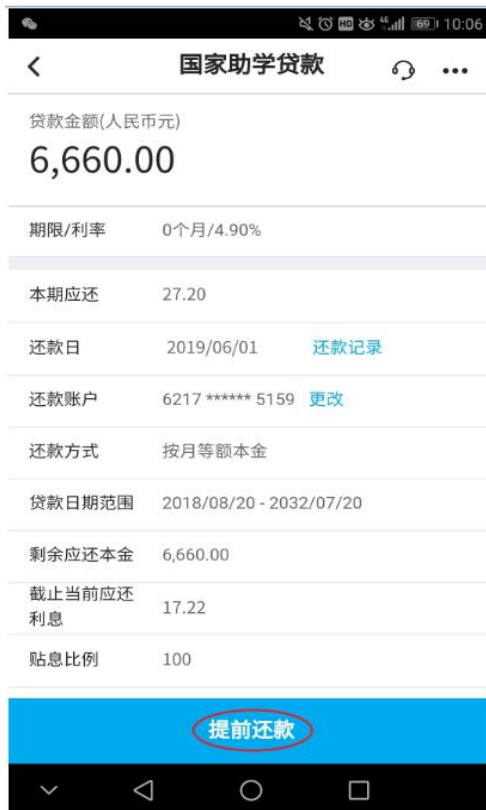 HD 46 69 10:06
国家助学贷款
贷款金额(人民币元)
6,660.00
期限/利率 0个月/4.90%
本期应还 27.20
还款日 2019/06/01 还款记录
还款账户 6217 ****** 5159 更改
还款方式 按月等额本金
贷款日期范围 2018/08/20 - 2032/07/20
剩余应还本金 6,660.00
截止当前应还
利息 17.22
贴息比例 100
提前还款